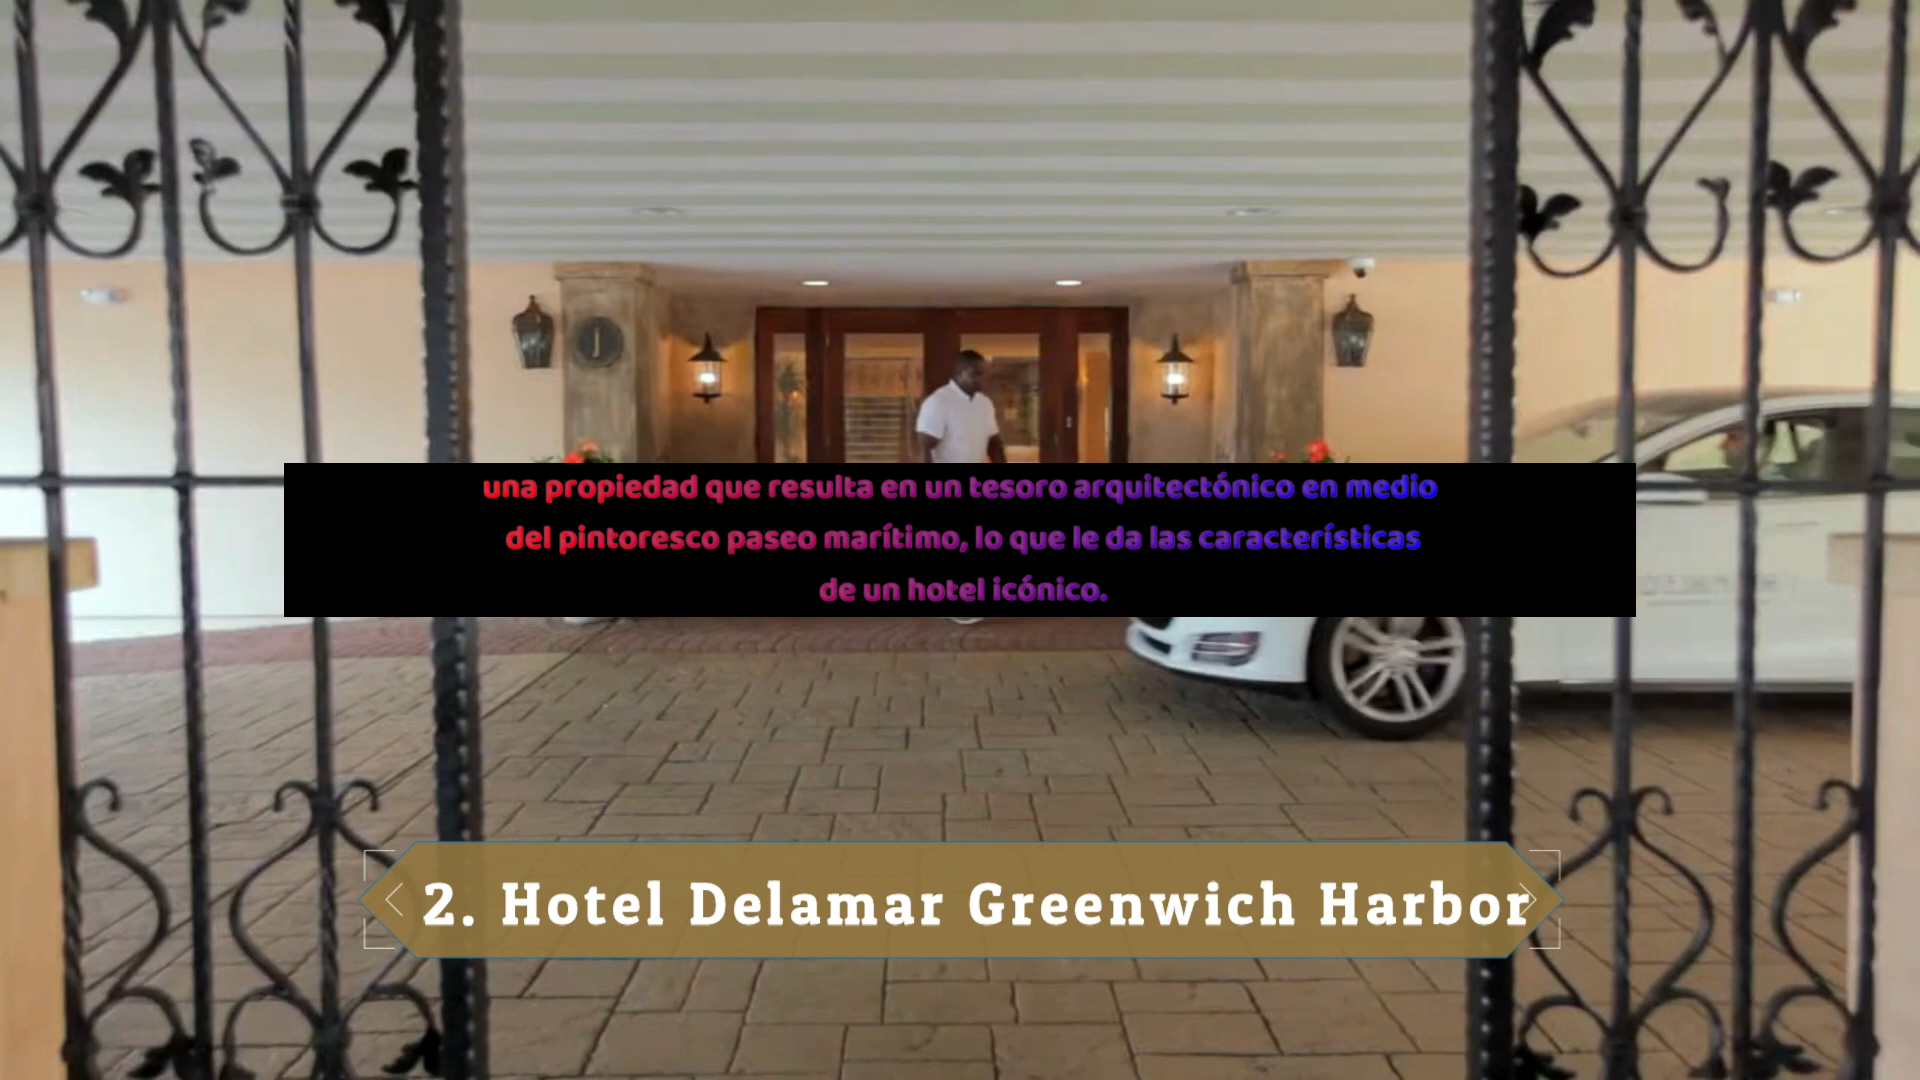 una propiedad que resulta en un tesoro arquitectónico en medio
del pintoresco paseo marítimo, lo que le da las características
de un hotel icónico.
2. Hotel Delamar Greenwich Harbor